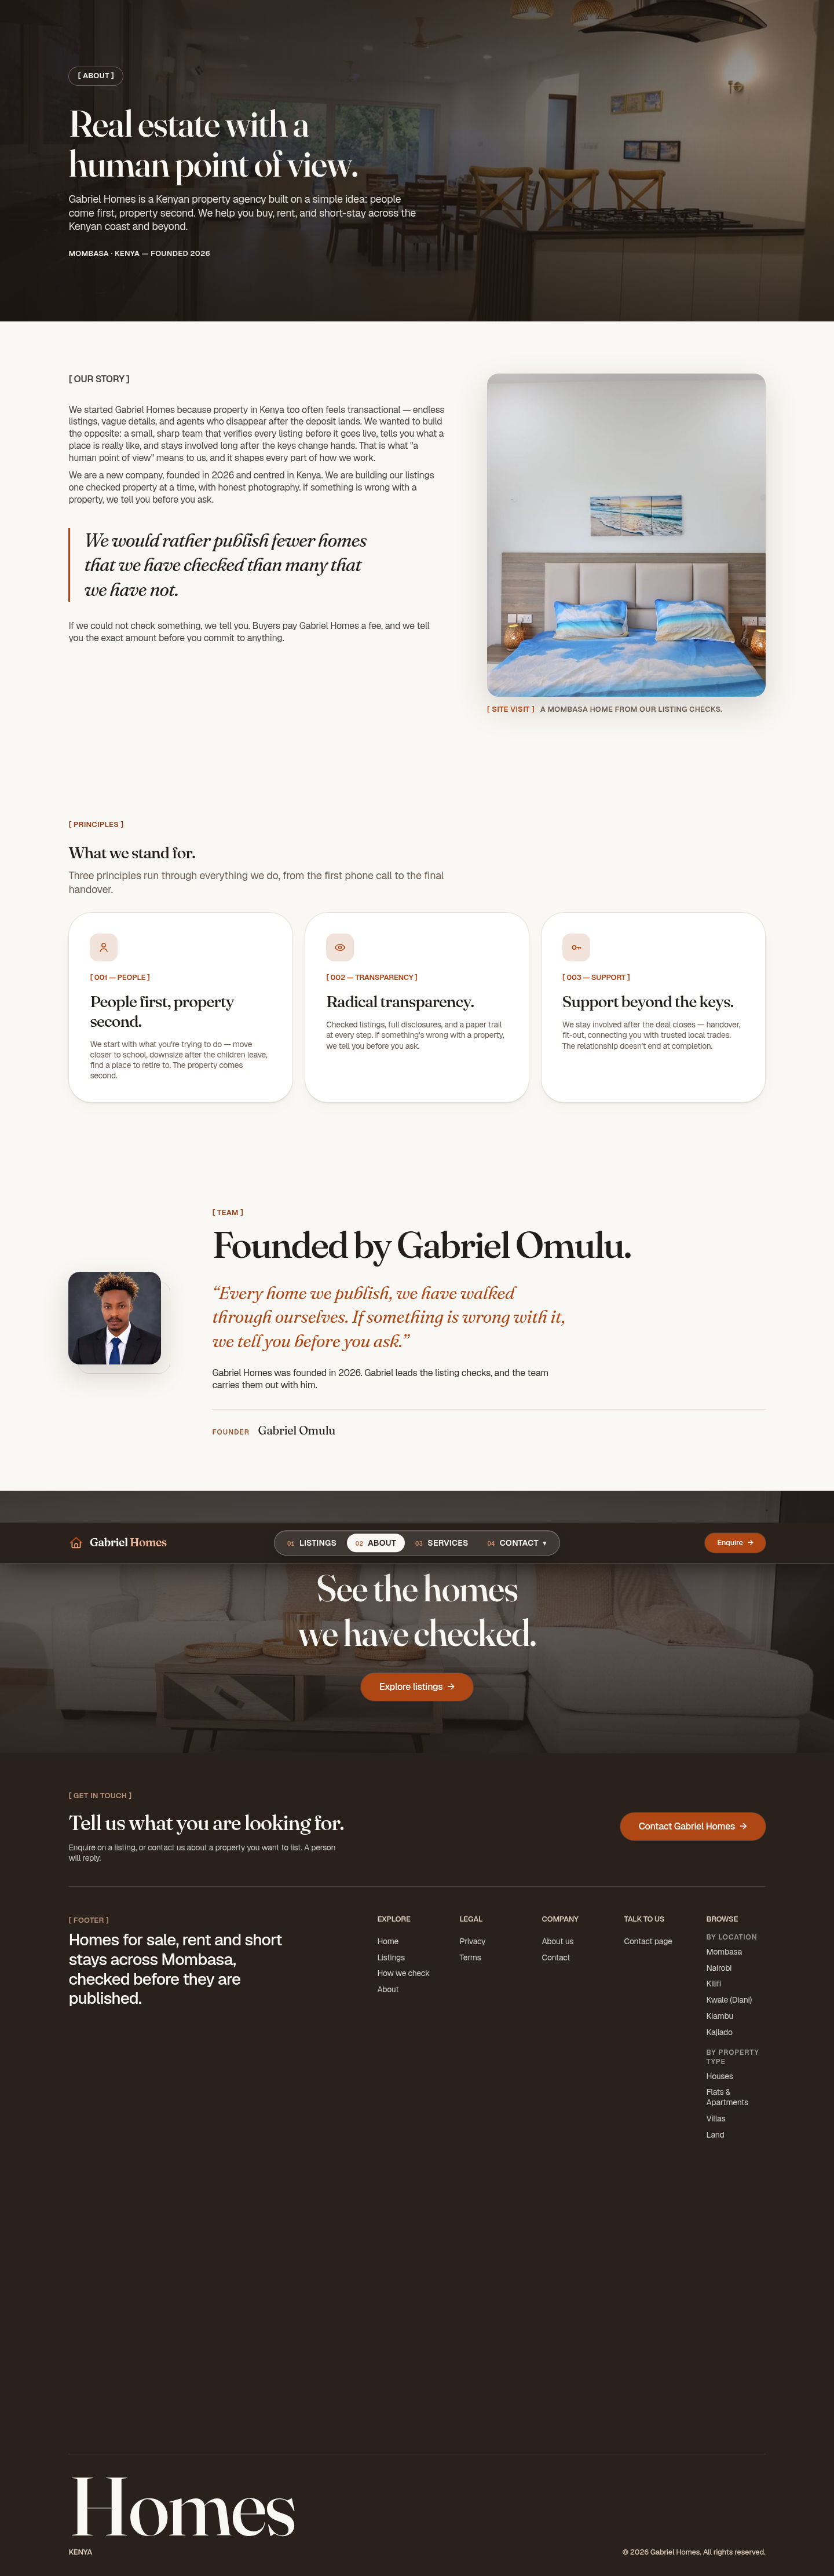 [ ABOUT ]
Real estate with a
human point of view.
Gabriel Homes is a Kenyan property agency built on a simple idea: people
come first, property second. We help you buy, rent, and short-stay across the
Kenyan coast and beyond.
MOMBASA · KENYA — FOUNDED 2026
[ OUR STORY ]
We started Gabriel Homes because property in Kenya too often feels transactional — endless
listings, vague details, and agents who disappear after the deposit lands. We wanted to build
the opposite: a small, sharp team that verifies every listing before it goes live, tells you what a
place is really like, and stays involved long after the keys change hands. That is what "a
human point of view" means to us, and it shapes every part of how we work.
We are a new company, founded in 2026 and centred in Kenya. We are building our listings
one checked property at a time, with honest photography. If something is wrong with a
property, we tell you before you ask.
We would rather publish fewer homes
that we have checked than many that
we have not.
If we could not check something, we tell you. Buyers pay Gabriel Homes a fee, and we tell
you the exact amount before you commit to anything.
[ SITE VISIT ] A MOMBASA HOME FROM OUR LISTING CHECKS.
[ PRINCIPLES ]
What we stand for.
Three principles run through everything we do, from the first phone call to the final
handover.
[ 001 — PEOPLE ]
People first, property
second.
We start with what you're trying to do — move
closer to school, downsize after the children leave,
find a place to retire to. The property comes
second.
[ 002 — TRANSPARENCY ]
Radical transparency.
Checked listings, full disclosures, and a paper trail
at every step. If something's wrong with a property,
we tell you before you ask.
[ 003 — SUPPORT ]
Support beyond the keys.
We stay involved after the deal closes — handover,
fit-out, connecting you with trusted local trades.
The relationship doesn't end at completion.
[ TEAM ]
Founded by Gabriel Omulu.
“Every home we publish, we have walked
through ourselves. If something is wrong with it,
we tell you before you ask.”
Gabriel Homes was founded in 2026. Gabriel leads the listing checks, and the team
carries them out with him.
FOUNDER Gabriel Omulu
Gabriel Homes
01 LISTINGS 02 ABOUT 03 SERVICES 04 CONTACT ▾
Enquire →
See the homes
we have checked.
Explore listings →
[ GET IN TOUCH ]
Tell us what you are looking for.
Enquire on a listing, or contact us about a property you want to list. A person
will reply.
Contact Gabriel Homes →
[ FOOTER ]
Homes for sale, rent and short
stays across Mombasa,
checked before they are
published.
EXPLORE
Home
Listings
How we check
About
LEGAL
Privacy
Terms
COMPANY
About us
Contact
TALK TO US
Contact page
BROWSE
BY LOCATION
Mombasa
Nairobi
Kilifi
Kwale (Diani)
Kiambu
Kajiado
BY PROPERTY
TYPE
Houses
Flats &
Apartments
Villas
Land
Homes
KENYA
© 2026 Gabriel Homes. All rights reserved.